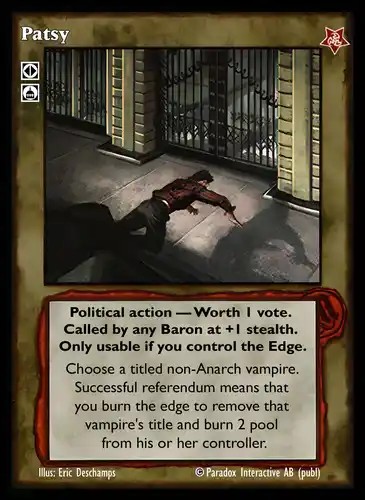 Patsy
Political action — Worth 1 vote.
Called by any Baron at +1 stealth.
Only usable if you control the Edge.
Choose a titled non-Anarch vampire.
Successful referendum means that
you burn the edge to remove that
vampire's title and burn 2 pool
from his or her controller.
Illus: Eric Deschamps
© Paradox Interactive AB (publ)